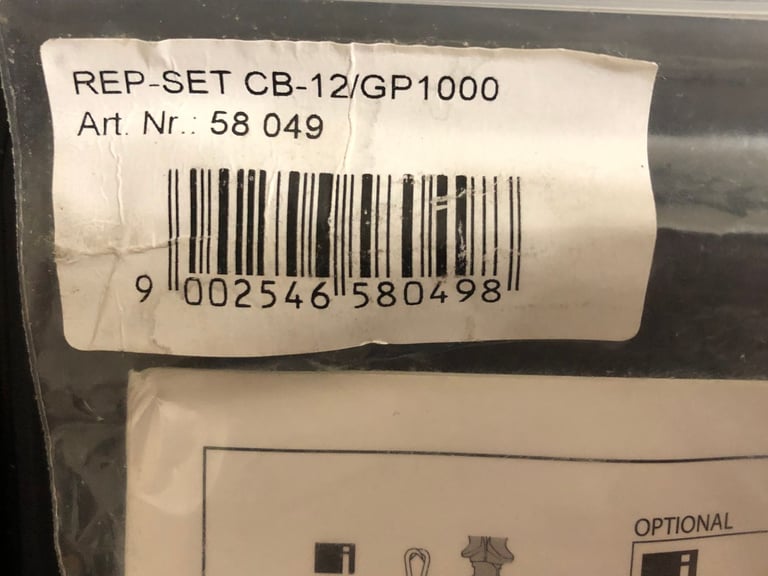 REP-SET CB-12/GP1000
Art. Nr.: 58 049
9 002546 580498
OPTIONAL
i
i